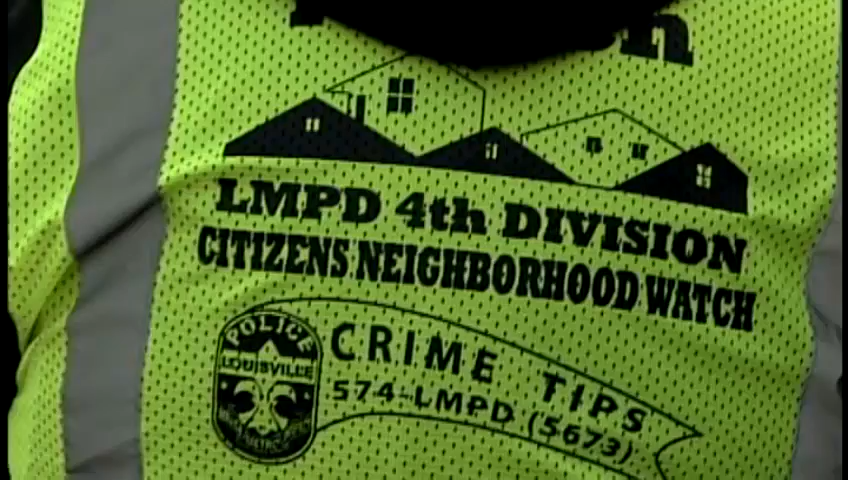 LMPD 4th DIVISION
CITIZENS NEIGHBORHOOD WATCH
POLICE
LOUISVILLE
CRIME TIPS
574-LMPD (5673)